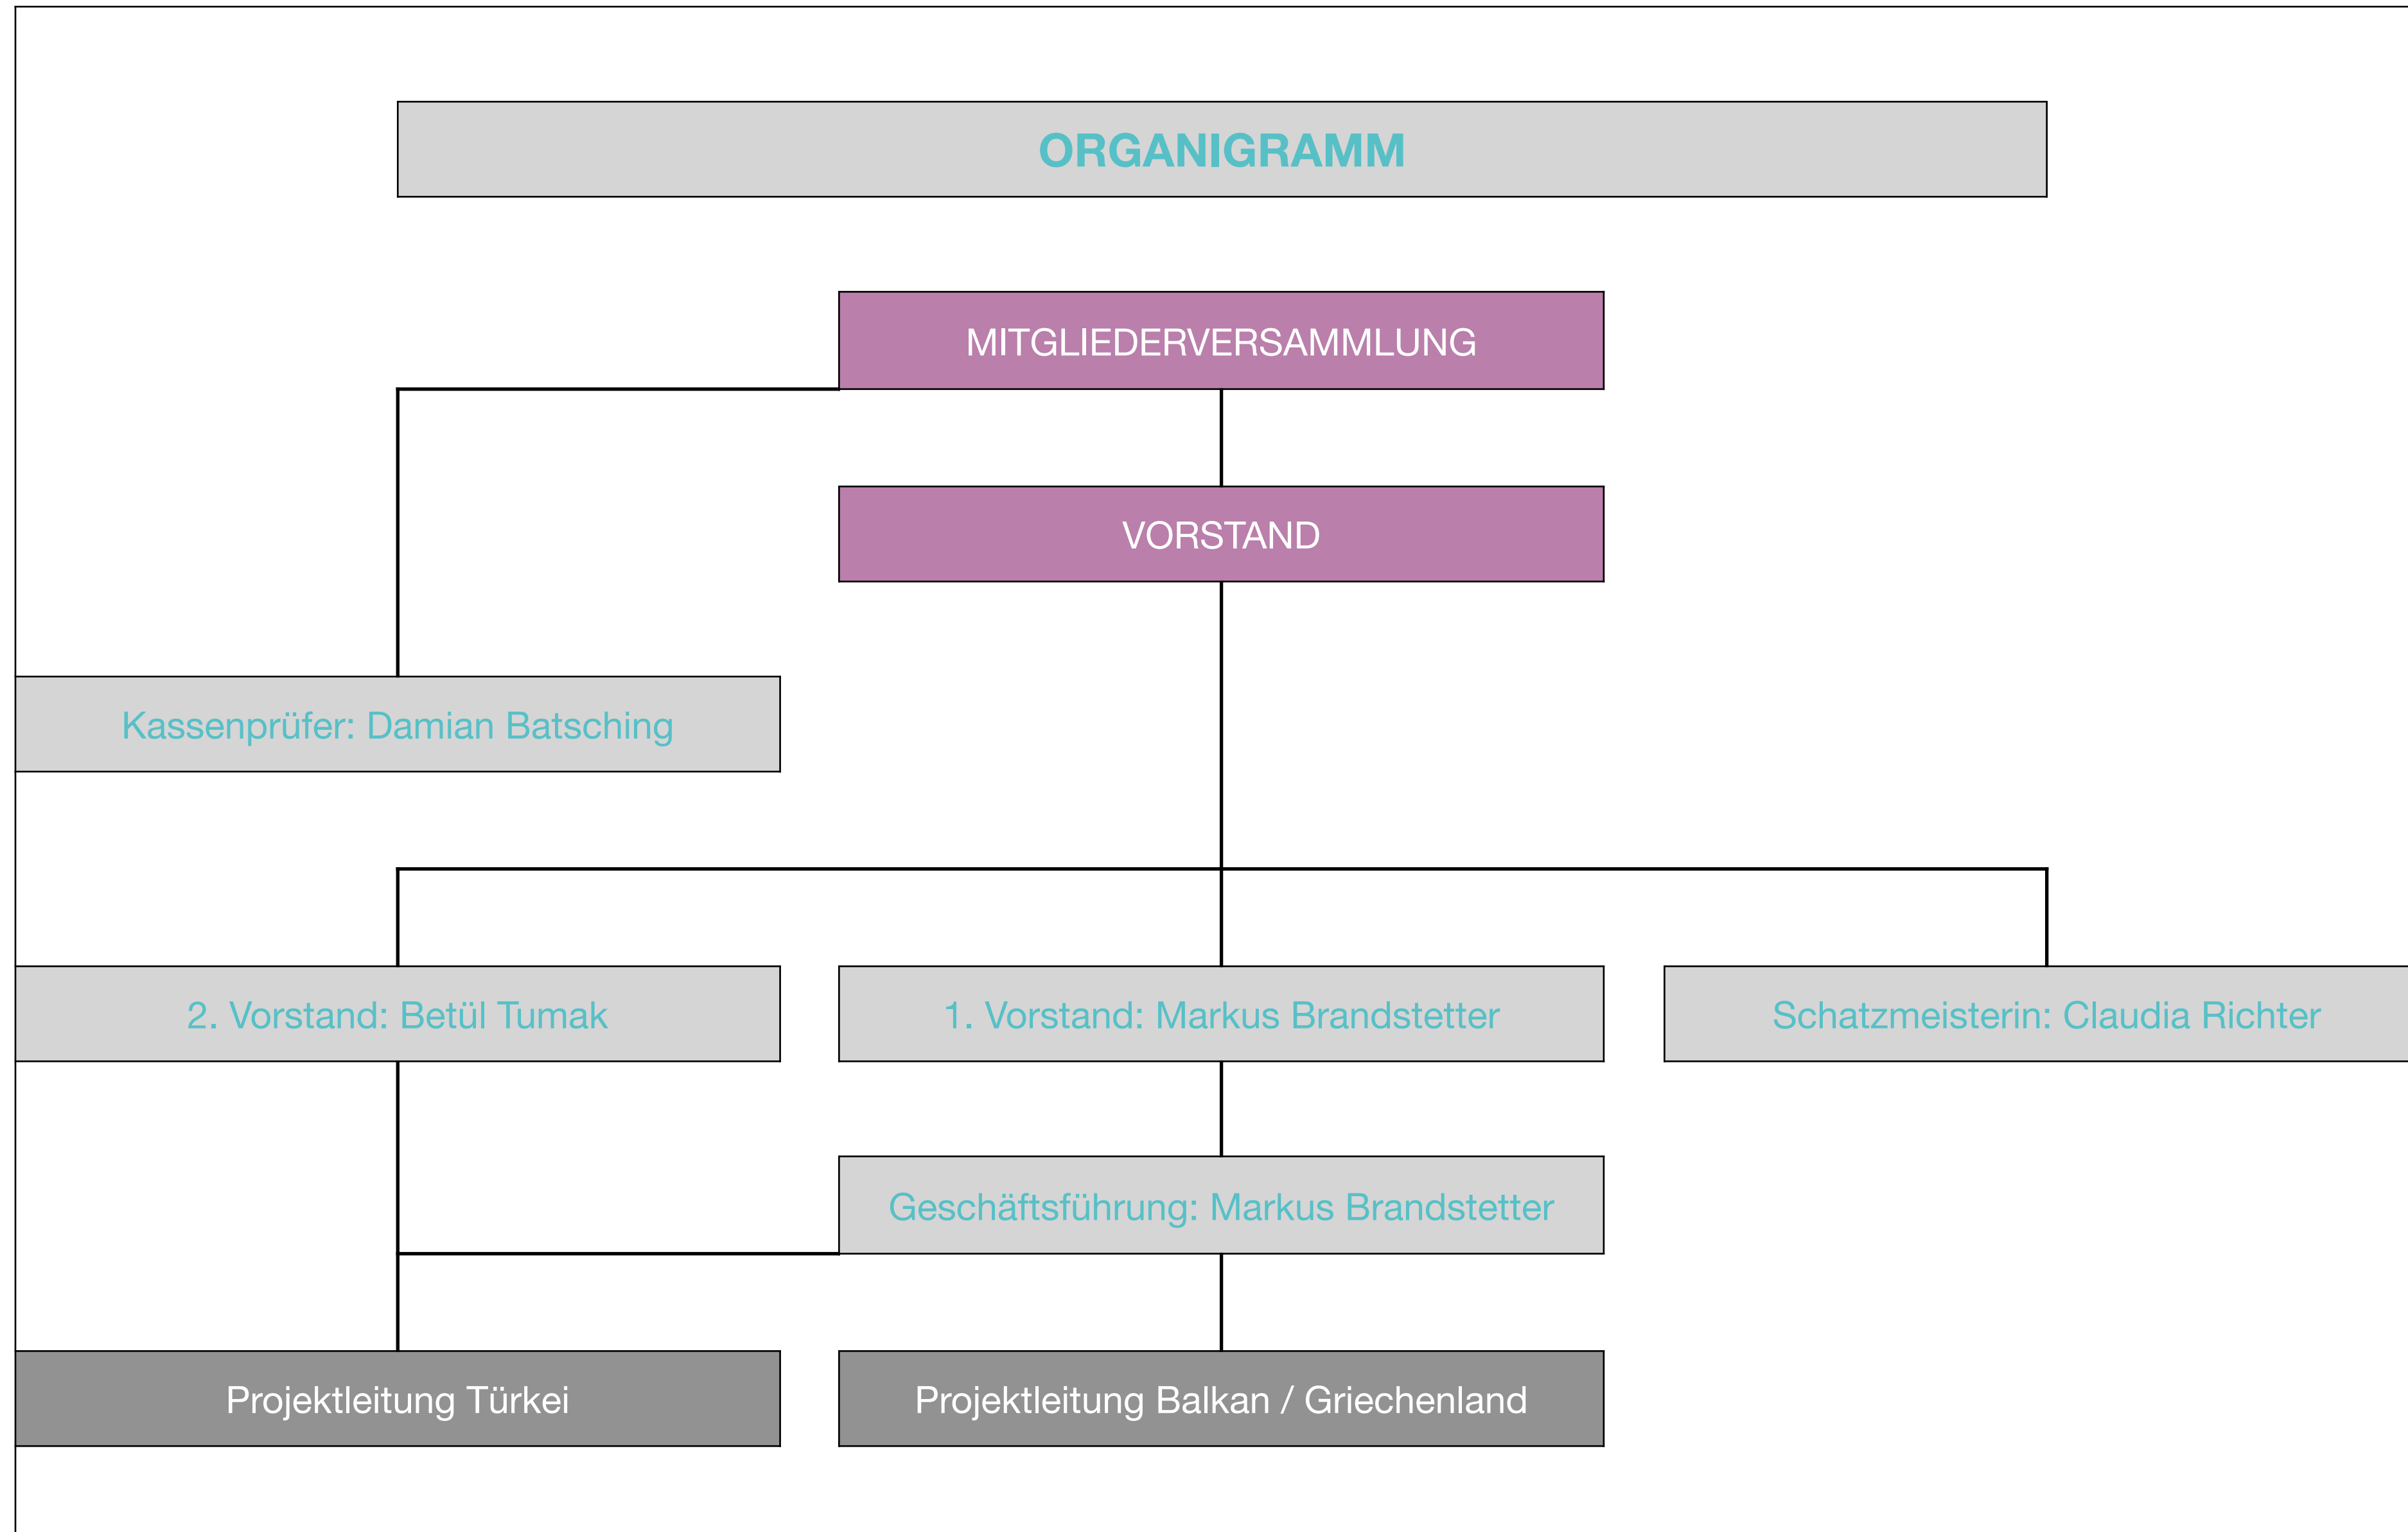 ORGANIGRAMM
MITGLIEDERVERSAMMLUNG
VORSTAND
Kassenprüfer: Damian Batsching
2. Vorstand: Betül Tumak
1. Vorstand: Markus Brandstetter
Schatzmeisterin: Claudia Richter
Geschäftsführung: Markus Brandstetter
Projektleitung Türkei
Projektleitung Balkan / Griechenland